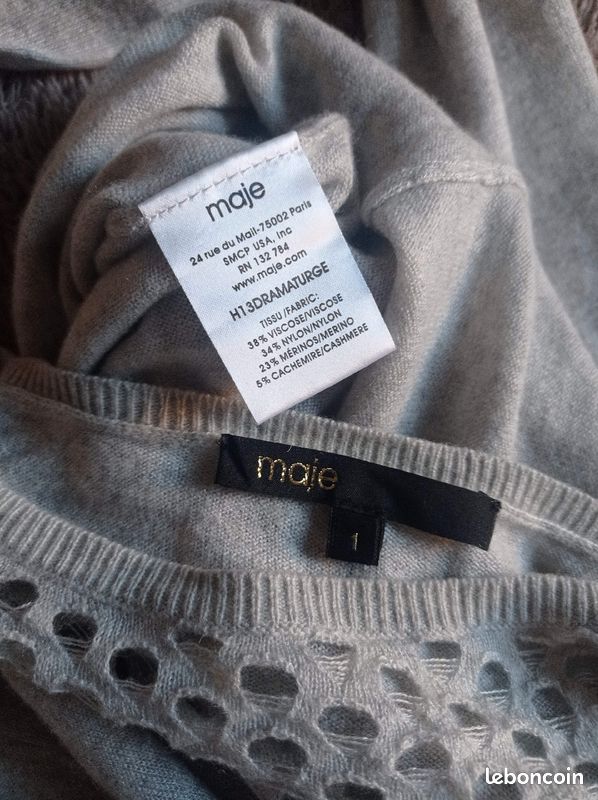 maje
24 rue du Mail-75002 Paris
SMCP USA, Inc
RN 132 784
www.maje.com
H13DRAMATURGE
TISSU/FABRIC:
38% VISCOSE/VISCOSE
34% NYLON/NYLON
23% MÉRINOS/MERINO
5% CACHEMIRE/CASHMERE
maje
1
leboncoin